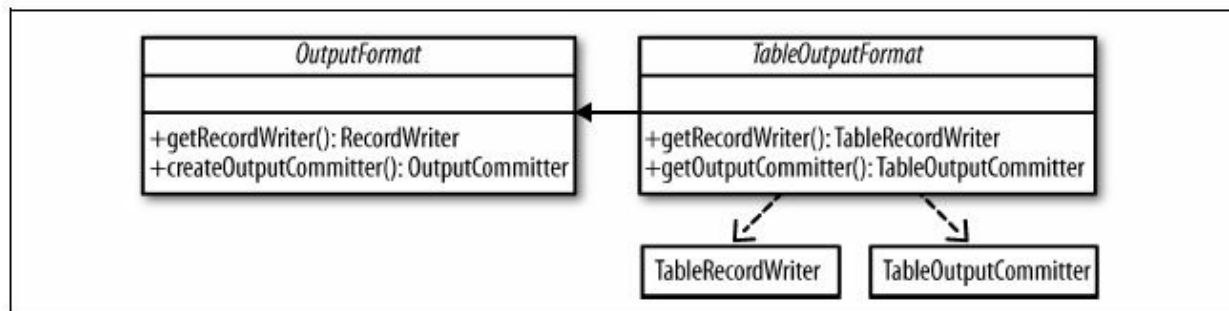 OutputFormat
+getRecordWriter(): RecordWriter
+createOutputCommitter(): OutputCommitter
TableOutputFormat
+getRecordWriter(): TableRecordWriter
+getOutputCommitter(): TableOutputCommitter
TableRecordWriter
TableOutputCommitter